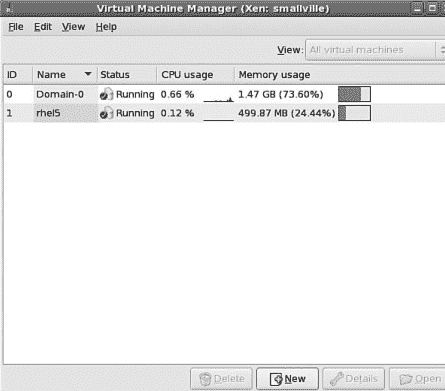 Virtual Machine Manager (Xen: smallville)
File Edit View Help
View: All virtual machines
ID Name Status CPU usage Memory usage
0 Domain-0 Running 0.66 % 1.47 GB (73.60%)
1 rhel5 Running 0.12 % 499.87 MB (24.44%)
Delete New Details Open